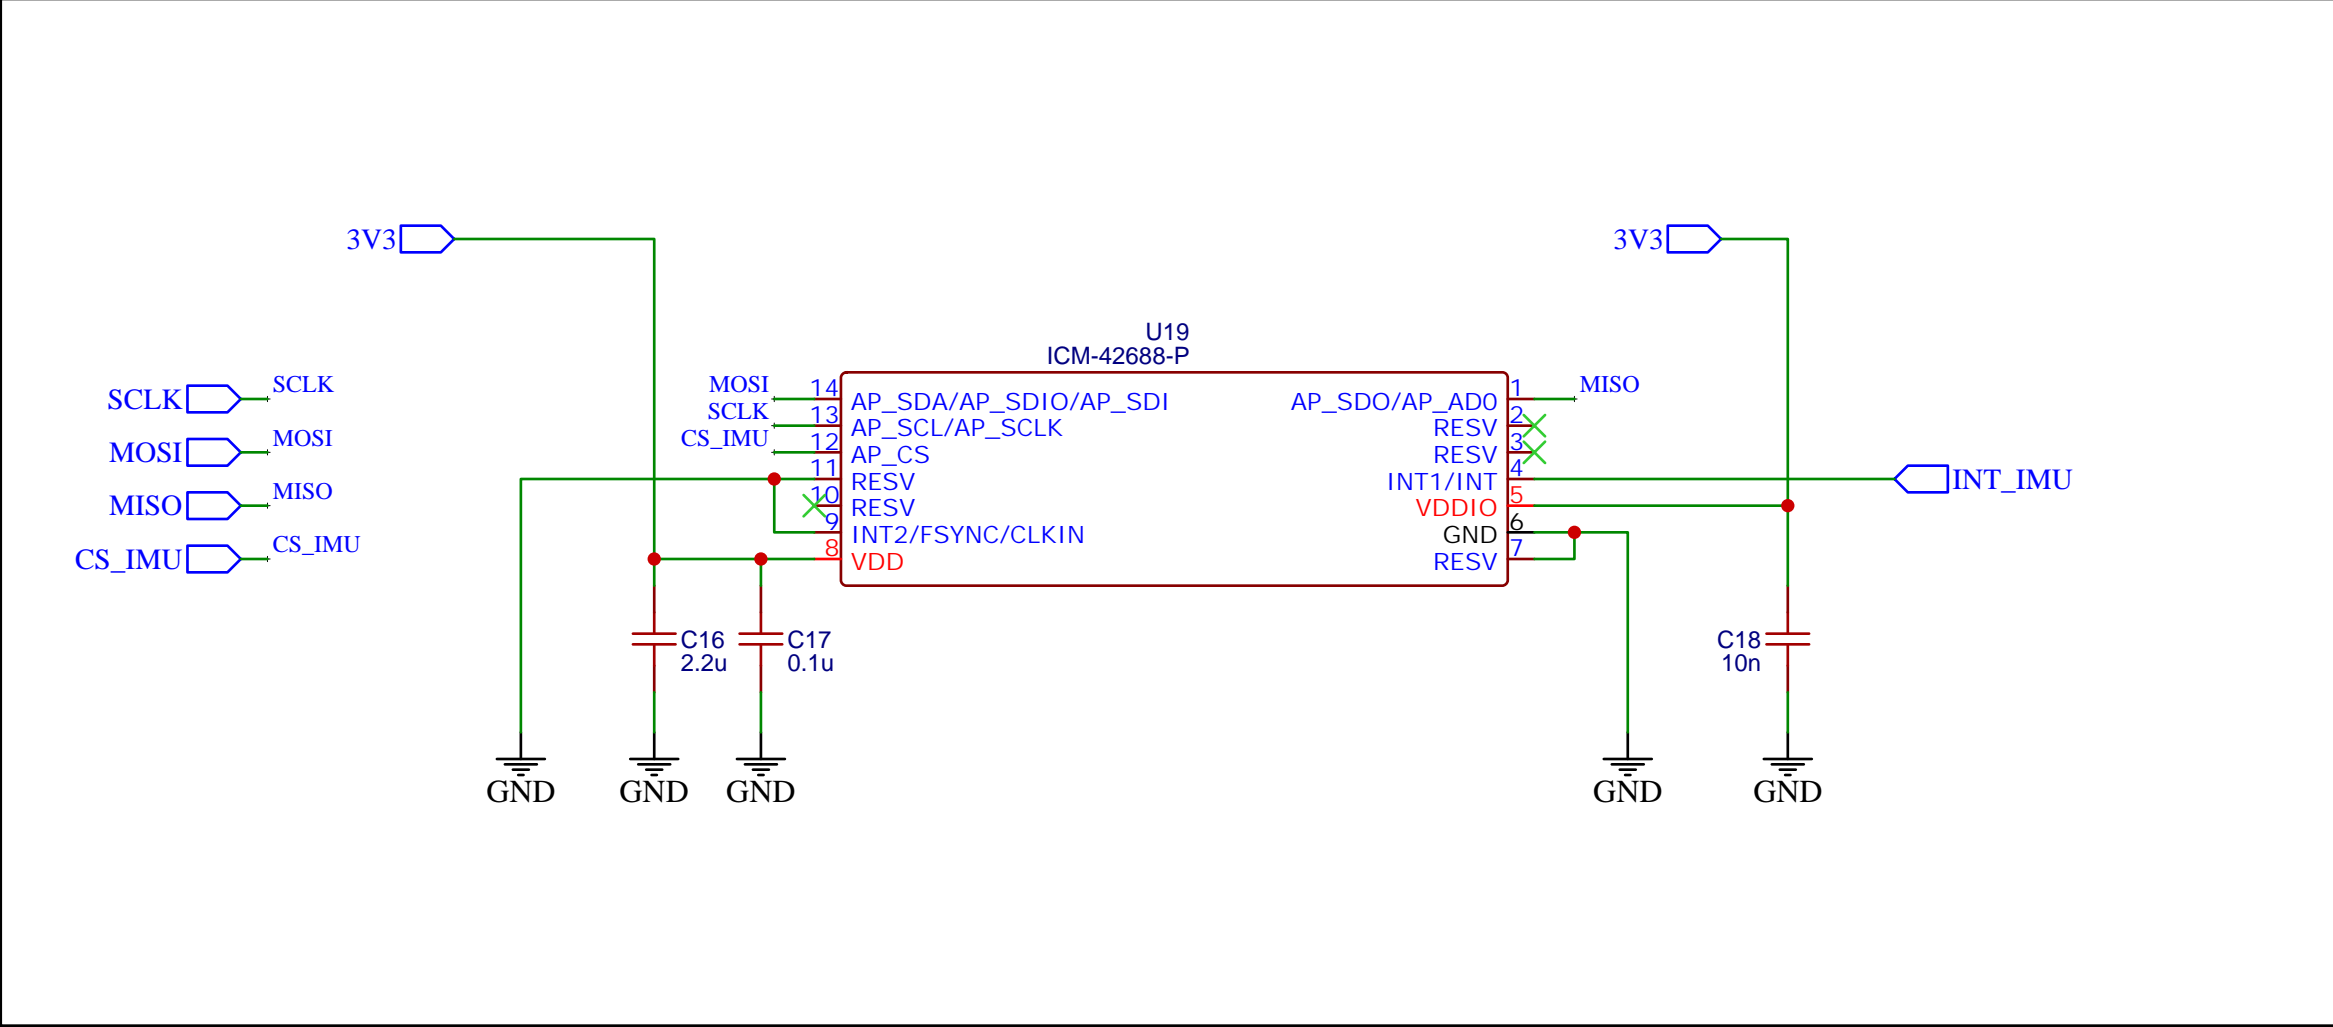 3V3
3V3
U19
ICM-42688-P
SCLK
SCLK
MOSI
MOSI
MISO
MISO
CS_IMU
CS_IMU
MOSI
14
AP_SDA/AP_SDIO/AP_SDI
SCLK
13
AP_SCL/AP_SCLK
CS_IMU
12
AP_CS
11
RESV
10
RESV
9
INT2/FSYNC/CLKIN
8
VDD
AP_SDO/AP_AD0
1
MISO
RESV
2
RESV
3
INT1/INT
4
INT_IMU
VDDIO
5
GND
6
RESV
7
C16
2.2u
C17
0.1u
C18
10n
GND
GND
GND
GND
GND